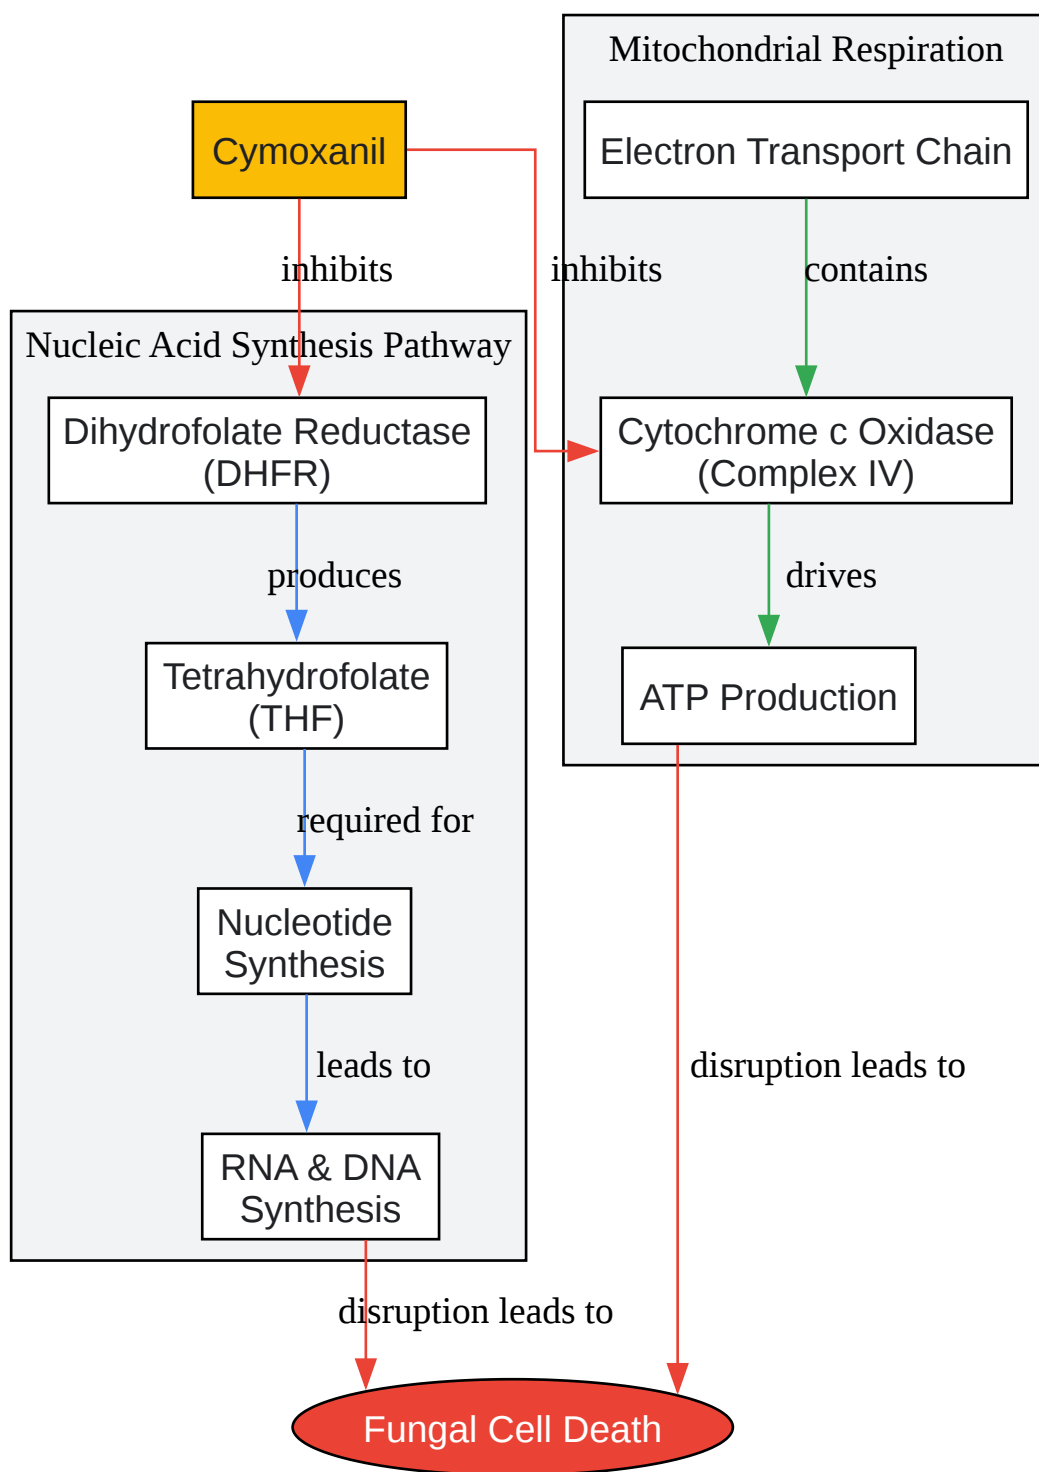 Mitochondrial Respiration
Cymoxanil
Electron Transport Chain
inhibits
inhibits
contains
Nucleic Acid Synthesis Pathway
Dihydrofolate Reductase
(DHFR)
Cytochrome c Oxidase
(Complex IV)
produces
drives
Tetrahydrofolate
(THF)
ATP Production
required for
Nucleotide
Synthesis
leads to
disruption leads to
RNA & DNA
Synthesis
disruption leads to
Fungal Cell Death